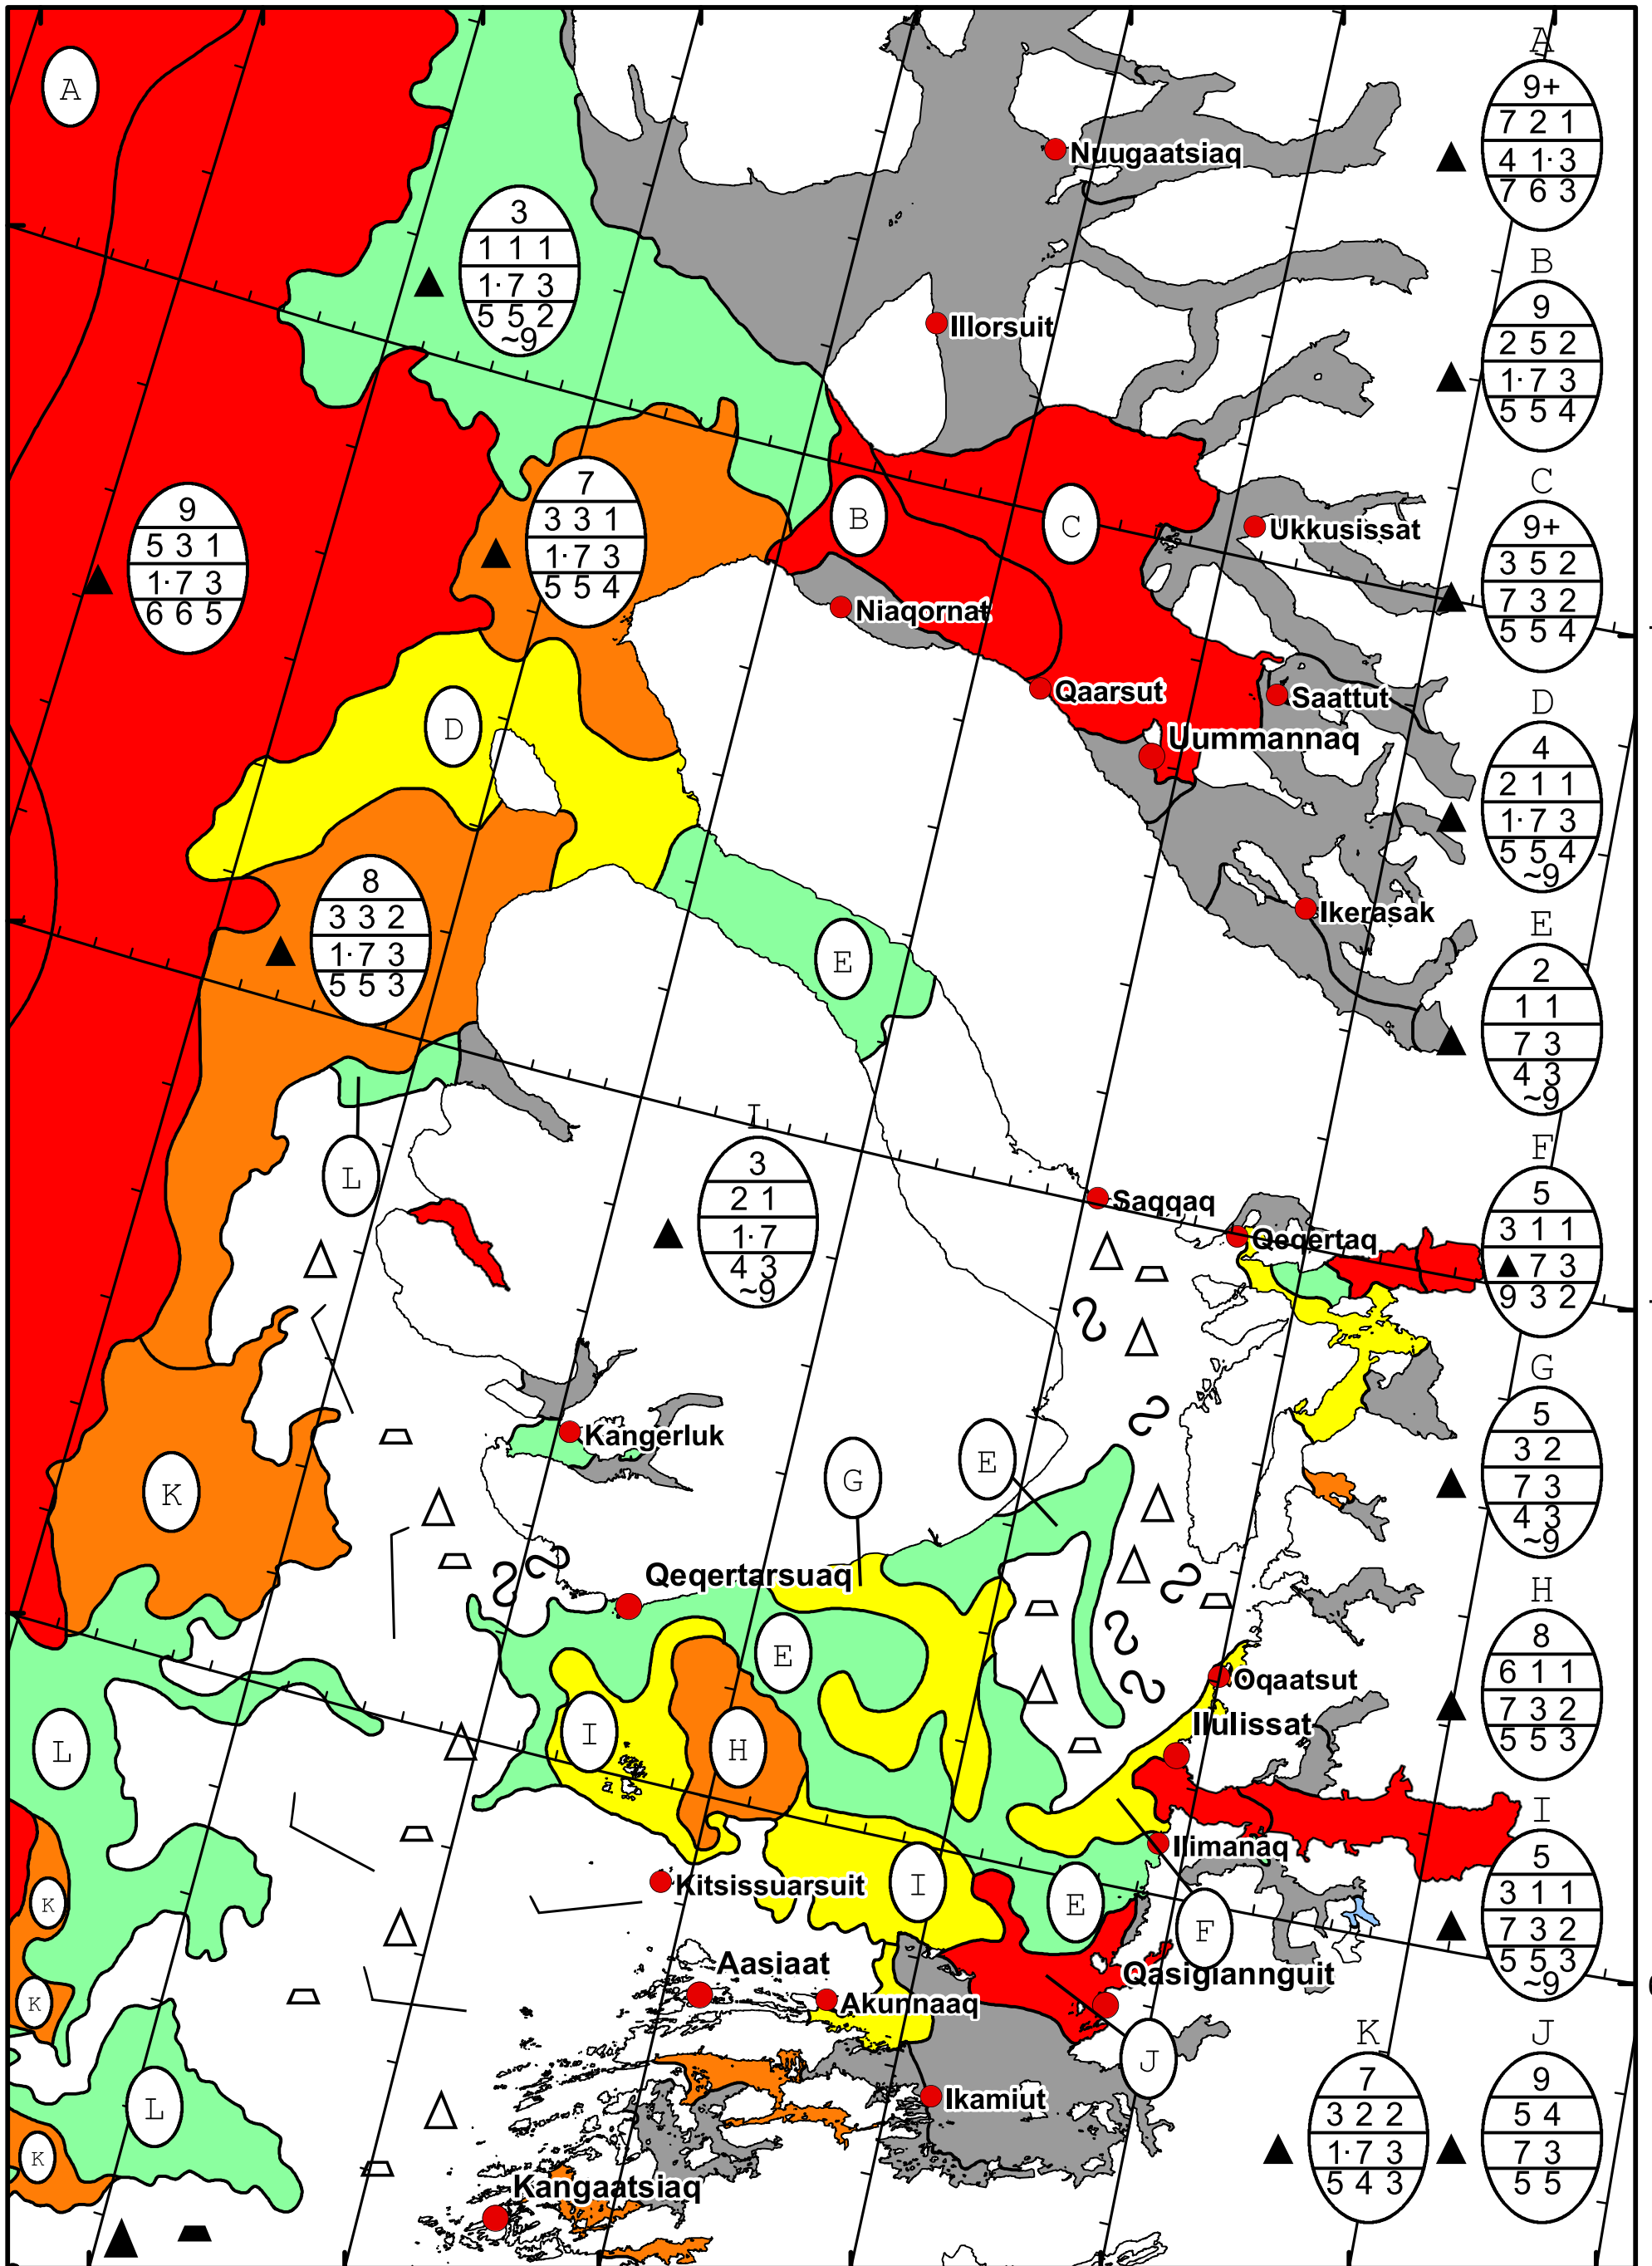 A
A
9+
7 2 1
4 1· 3
7 6 3
Nuugaatsiaq
3
1 1 1
1· 7 3
5 5 2
~9
B
9
2 5 2
1· 7 3
5 5 4
Illorsuit
9
5 3 1
1· 7 3
6 6 5
7
3 3 1
1· 7 3
5 5 4
B
C
C
9+
3 5 2
7 3 2
5 5 4
Ukkusissat
Niaqornat
Qaarsut
Saattut
Uummannaq
D
D
4
2 1 1
1· 7 3
5 5 4
~9
8
3 3 2
1· 7 3
5 5 3
Ikerasak
E
E
2
1 1
7 3
4 3
~9
L
L
3
2 1
1· 7
4 3
~9
Saqqaq
Qeqertaq
F
5
3 1 1
7 3
9 3 2
Kangerluk
K
G
E
G
5
3 2
7 3
4 3
~9
Qeqertarsuaq
E
H
8
6 1 1
7 3 2
5 5 3
Oqaatsut
Ilulissat
L
I
H
Ilimanaq
I
5
3 1 1
7 3 2
5 5 3
~9
K
Kitsissuarsuit
I
E
F
Aasiaat
Qasigiannguit
K
Akunnaaq
J
L
Ikamiut
K
Kangaatsiaq
K
7
3 2 2
1· 7 3
5 4 3
J
9
5 4
7 3
5 5